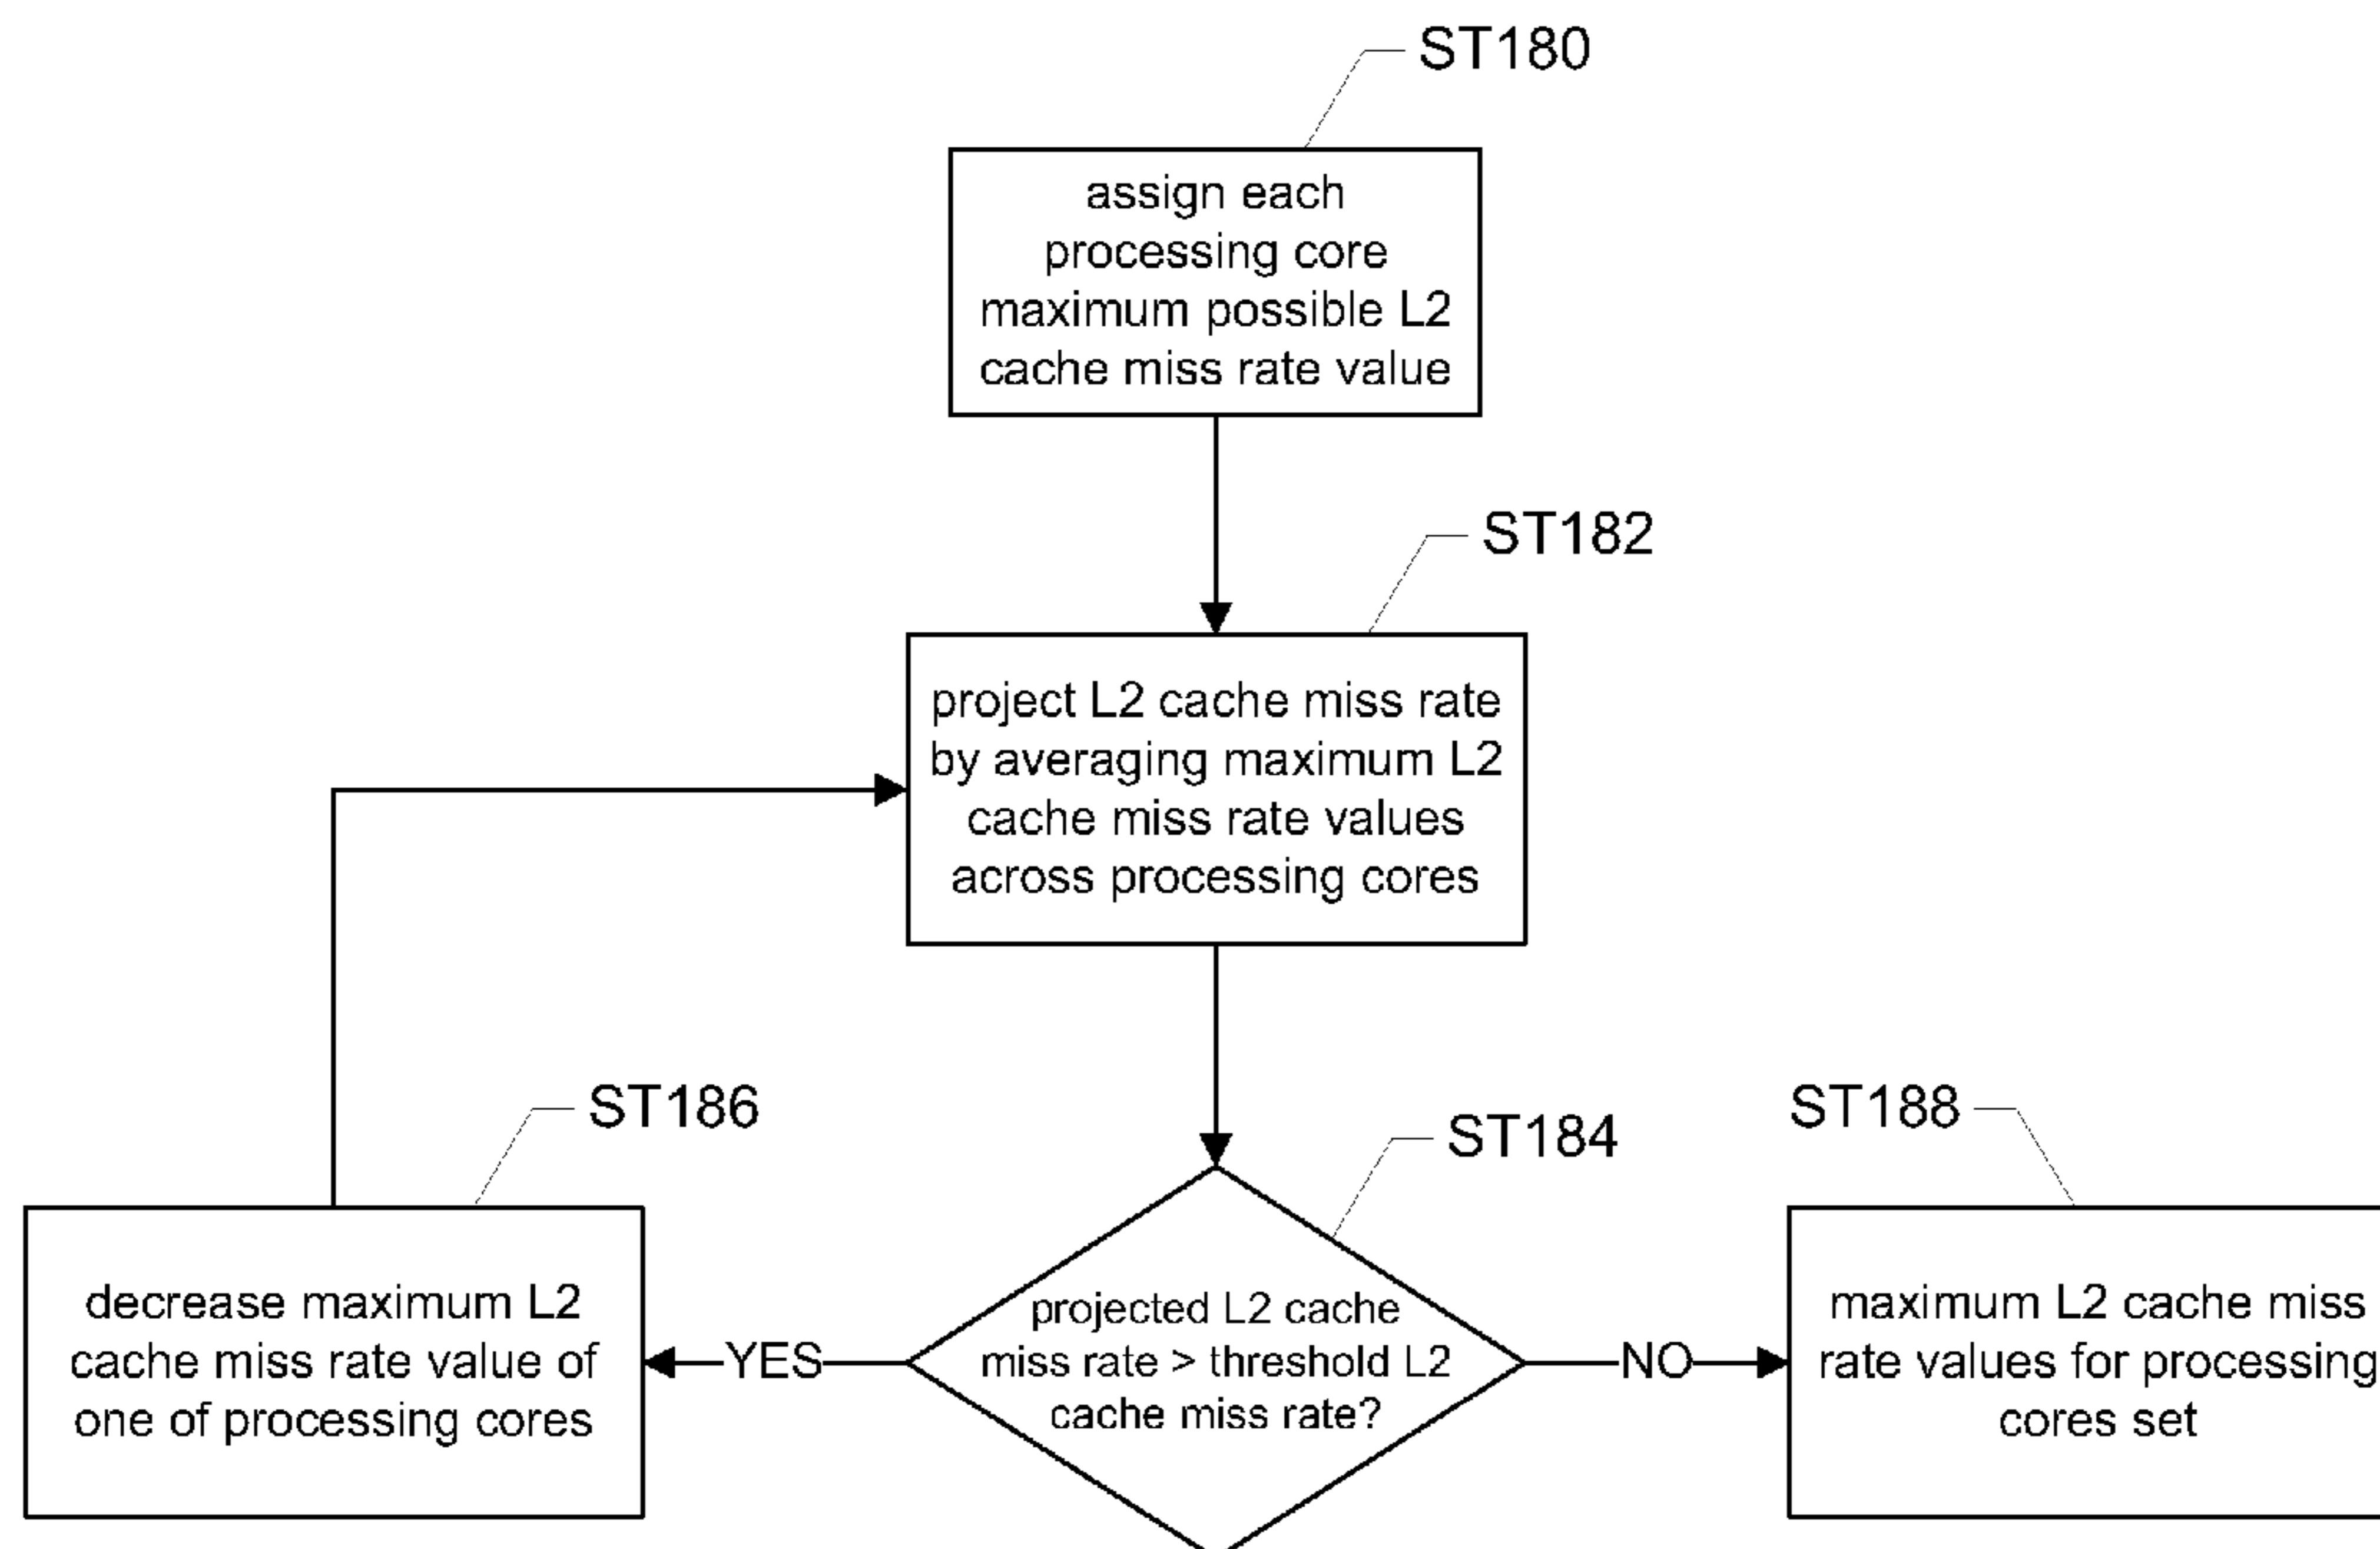 ST180
assign each
processing core
maximum possible L2
cache miss rate value
ST182
project L2 cache miss rate
by averaging maximum L2
cache miss rate values
across processing cores
ST186
decrease maximum L2
cache miss rate value of
one of processing cores
YES
ST184
projected L2 cache
miss rate > threshold L2
cache miss rate?
NO
ST188
maximum L2 cache miss
rate values for processing
cores set